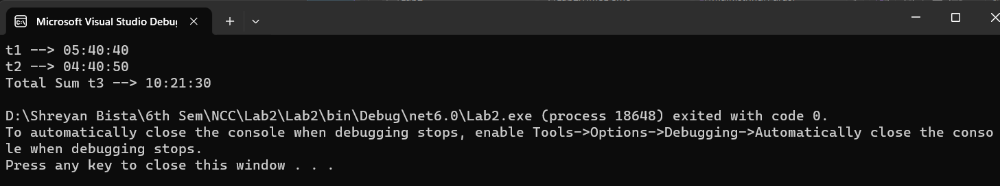 Microsoft Visual Studio Debug
t1 --> 05:40:40
t2 --> 04:40:50
Total Sum t3 --> 10:21:30
D:\Shreyan Bista\6th Sem\NCC\Lab2\Lab2\bin\Debug\net6.0\Lab2.exe (process 18648) exited with code 0.
To automatically close the console when debugging stops, enable Tools->Options->Debugging->Automatically close the conso
le when debugging stops.
Press any key to close this window . . .